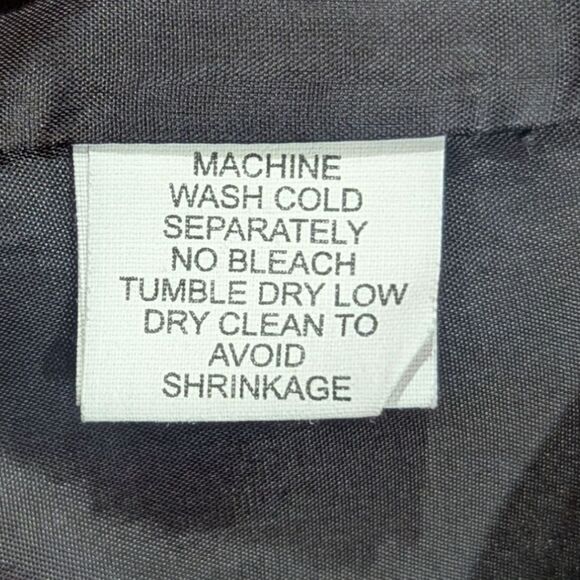 MACHINE
WASH COLD
SEPARATELY
NO BLEACH
TUMBLE DRY LOW
DRY CLEAN TO
AVOID
SHRINKAGE